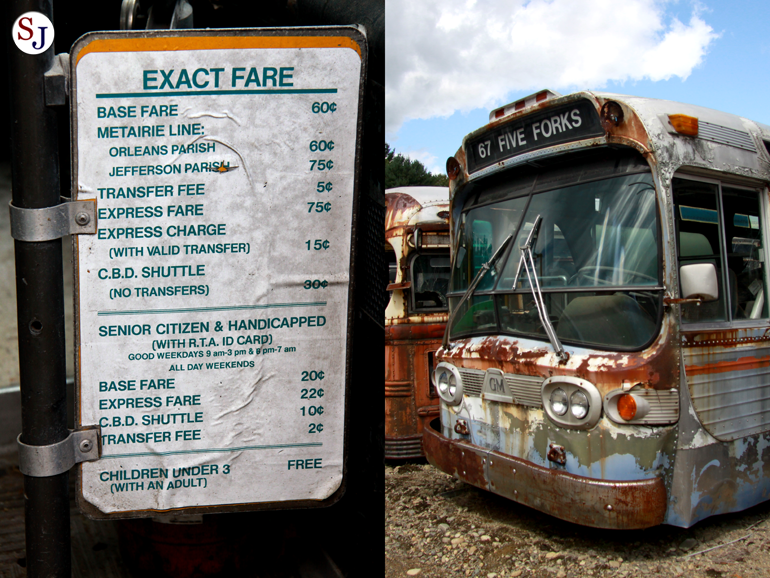 SJ
EXACT FARE
BASE FARE 60¢
METAIRIE LINE:
ORLEANS PARISH 60¢
JEFFERSON PARISH 75¢
TRANSFER FEE 5¢
EXPRESS FARE 75¢
EXPRESS CHARGE
(WITH VALID TRANSFER) 15¢
C.B.D. SHUTTLE
(NO TRANSFERS) 30¢
SENIOR CITIZEN & HANDICAPPED
(WITH R.T.A. ID CARD)
GOOD WEEKDAYS 9 am-3 pm & 6 pm-7 am
ALL DAY WEEKENDS
BASE FARE 20¢
EXPRESS FARE 22¢
C.B.D. SHUTTLE 10¢
TRANSFER FEE 2¢
CHILDREN UNDER 3 FREE
(WITH AN ADULT)
67 FIVE FORKS
GM